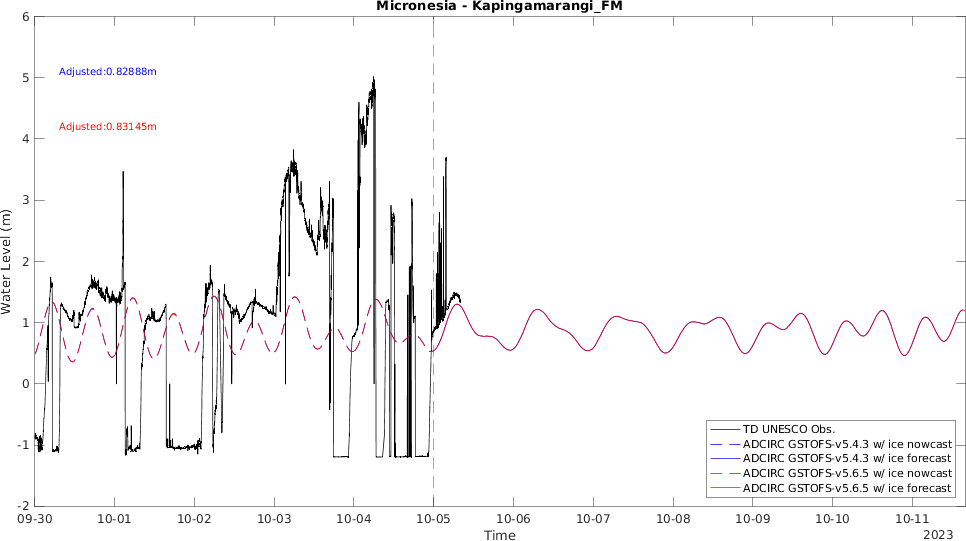 Micronesia - Kapingamarangi_FM
6
5
4
3
2
1
0
-1
-2
Water Level (m)
Adjusted:0.82888m
Adjusted:0.83145m
TD UNESCO Obs.
ADCIRC GSTOFS-v5.4.3 w/ ice nowcast
ADCIRC GSTOFS-v5.4.3 w/ ice forecast
ADCIRC GSTOFS-v5.6.5 w/ ice nowcast
ADCIRC GSTOFS-v5.6.5 w/ ice forecast
09-30 10-01 10-02 10-03 10-04 10-05 10-06 10-07 10-08 10-09 10-10 10-11
Time
2023